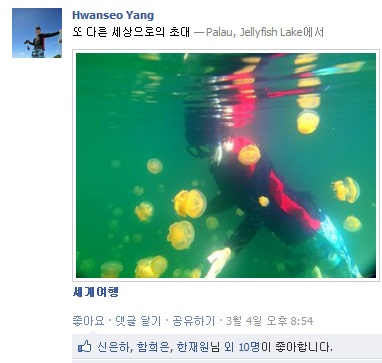 Hwanseo Yang
또 다른 세상으로의 초대 — Palau, Jellyfish Lake에서
세계여행
좋아요 · 댓글 달기 · 공유하기 · 3월 4일 오후 8:54
신은하, 함희은, 한재원님 외 10명이 좋아합니다.